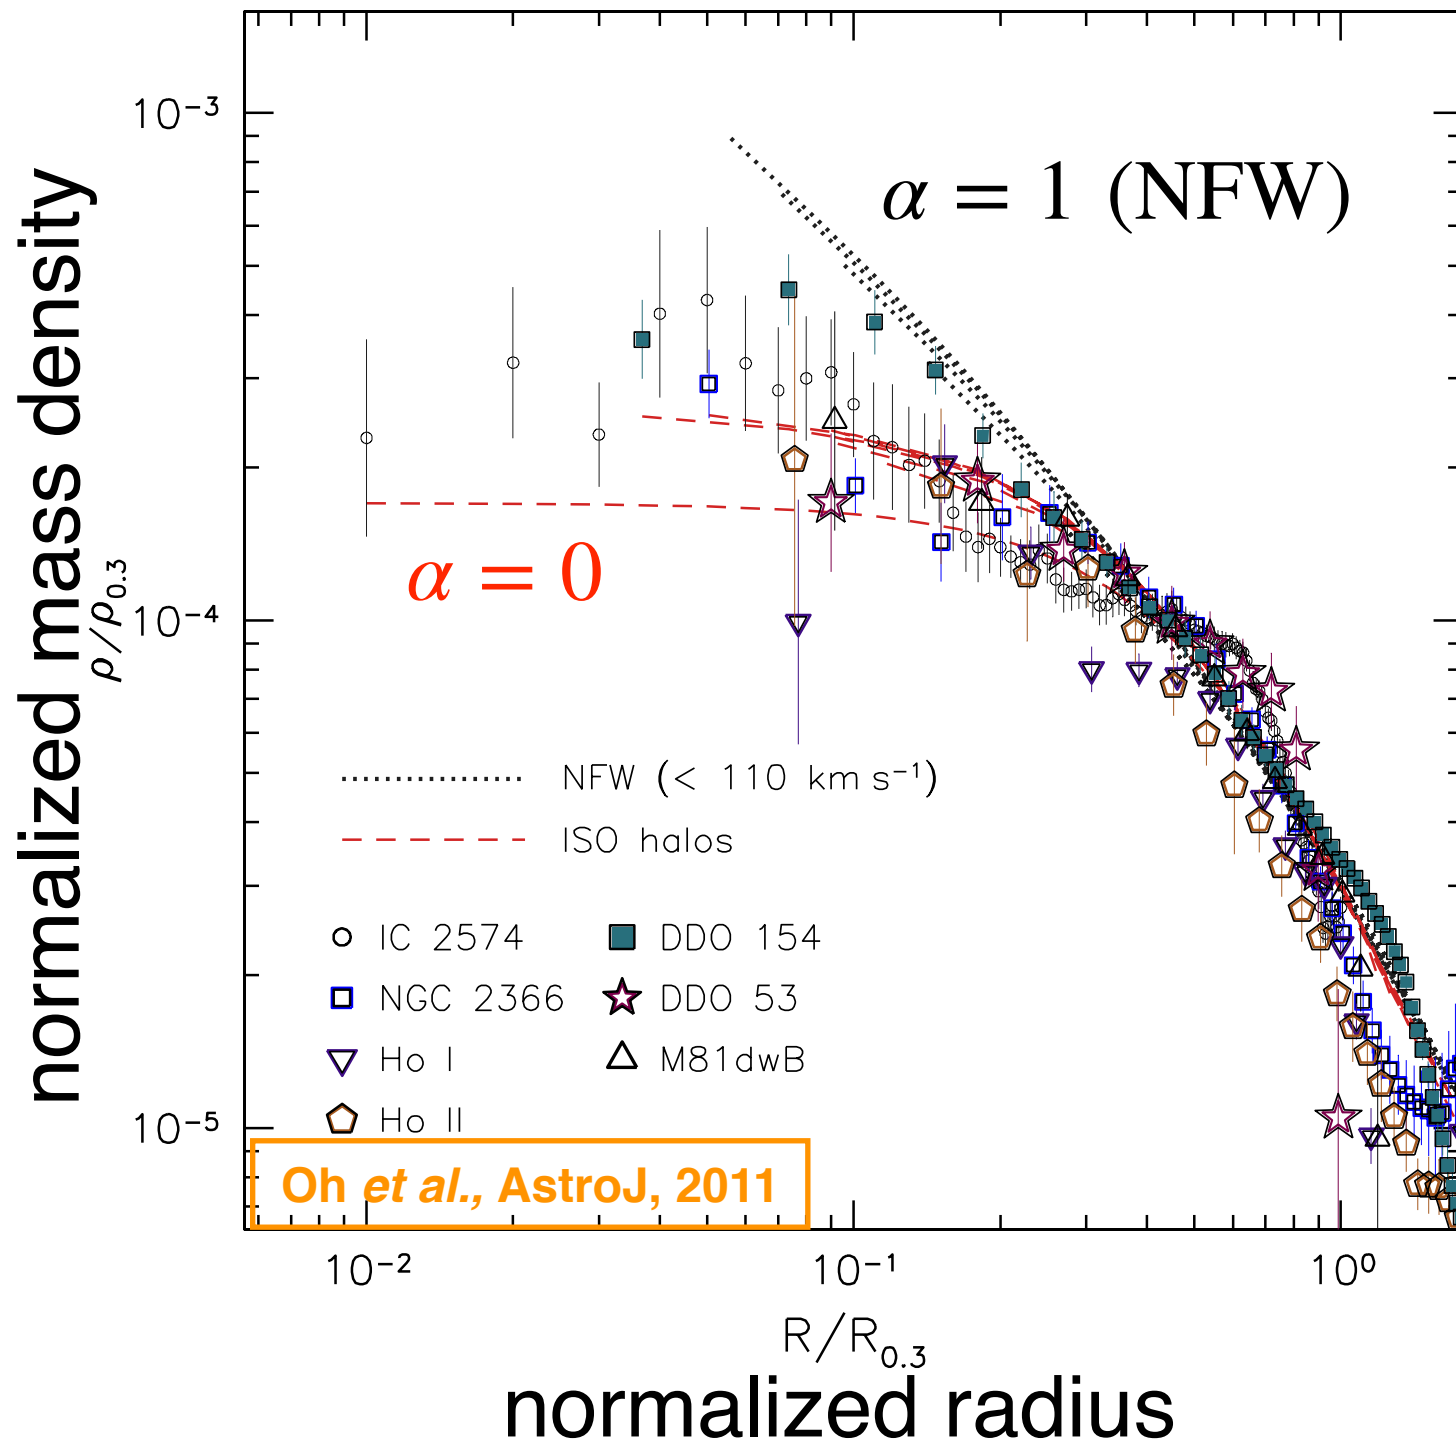 normalized mass density
ρ/ρ0.3
10⁻³
10⁻⁴
10⁻⁵
α = 1 (NFW)
α = 0
NFW (< 110 km s⁻¹)
ISO halos
IC 2574
DDO 154
NGC 2366
DDO 53
Ho I
M81dwB
Ho II
Oh et al., AstroJ, 2011
10⁻²
10⁻¹
10⁰
R/R0.3
normalized radius